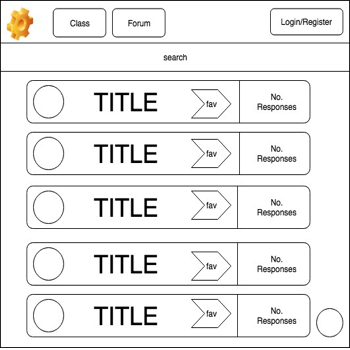 Class
Forum
Login/Register
search
TITLE
fav
No.
Responses
TITLE
fav
No.
Responses
TITLE
fav
No.
Responses
TITLE
fav
No.
Responses
TITLE
fav
No.
Responses